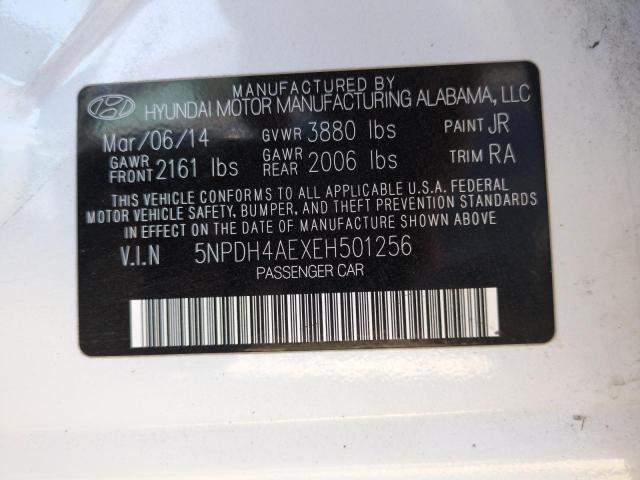 MANUFACTURED BY
HYUNDAI MOTOR MANUFACTURING ALABAMA, LLC
Mar/06/14 GVWR 3880 lbs PAINT JR
GAWR FRONT 2161 lbs GAWR REAR 2006 lbs TRIM RA
THIS VEHICLE CONFORMS TO ALL APPLICABLE U.S.A. FEDERAL
MOTOR VEHICLE SAFETY, BUMPER, AND THEFT PREVENTION STANDARDS
IN EFFECT ON THE DATE OF MANUFACTURE SHOWN ABOVE
V.I.N 5NPDH4AEXEH501256
PASSENGER CAR